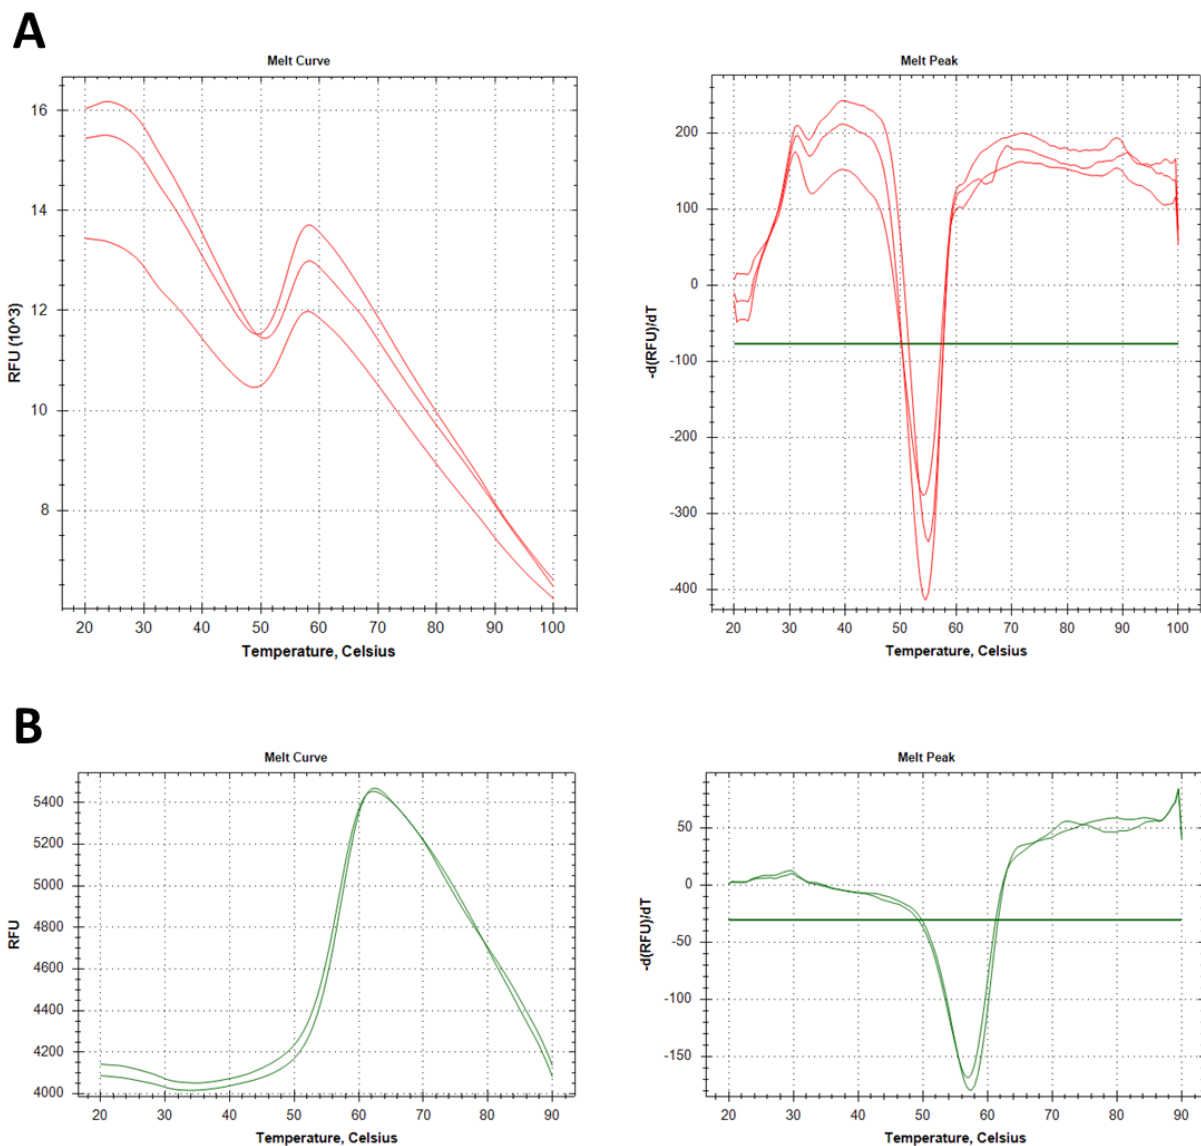 A
Melt Curve
16
14
12
10
8
RFU (10^3)
20 30 40 50 60 70 80 90 100
Temperature, Celsius
Melt Peak
200
100
0
-100
-200
-300
-400
-d(RFU)/dT
20 30 40 50 60 70 80 90 100
Temperature, Celsius
B
Melt Curve
5400
5200
5000
4800
4600
4400
4200
4000
RFU
20 30 40 50 60 70 80 90
Temperature, Celsius
Melt Peak
50
0
-50
-100
-150
-d(RFU)/dT
20 30 40 50 60 70 80 90
Temperature, Celsius